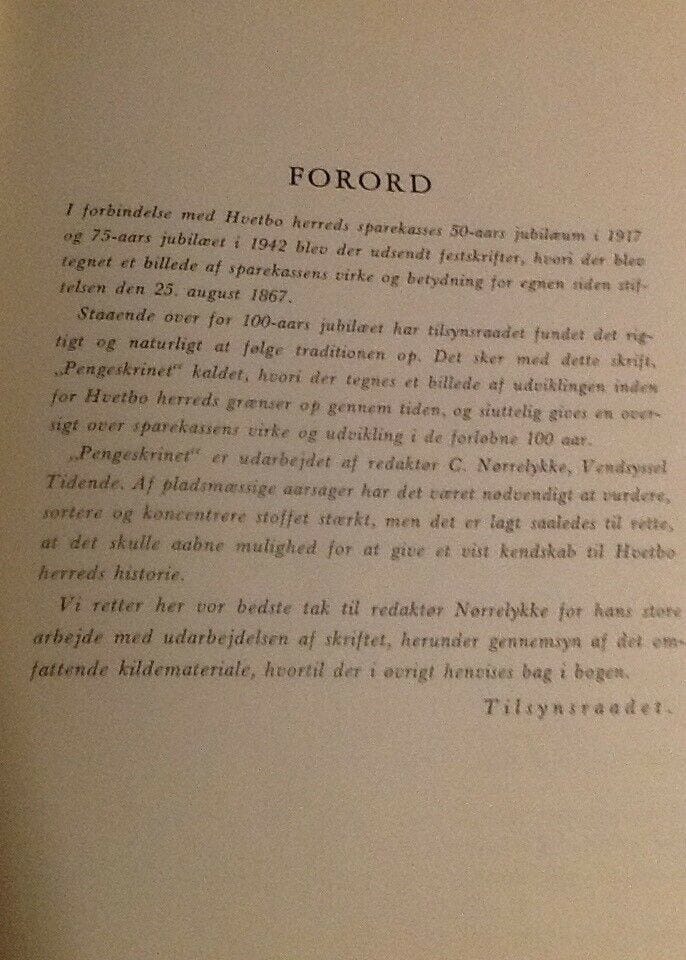 FORORD
I forbindelse med Hvetbo herreds sparekasses 50-aars jubilæum i 1917
og 75-aars jubilæet i 1942 blev der udsendt festskrifter, hvori der blev
tegnet et billede af sparekassens virke og betydning for egnen siden stif-
telsen den 25. august 1867.
Staaende over for 100-aars jubilæet har tilsynsraadet fundet det rig-
tigt og naturligt at følge traditionen op. Det sker med dette skrift,
„Pengeskrinet“ kaldet, hvori der tegnes et billede af udviklingen inden
for Hvetbo herreds grænser op gennem tiden, og sluttelig gives en over-
sigt over sparekassens virke og udvikling i de forløbne 100 aar.
„Pengeskrinet“ er udarbejdet af redaktør C. Nørrelykke, Vendsyssel
Tidende. Af pladsmæssige aarsager har det været nødvendigt at vurdere,
sortere og koncentrere stoffet stærkt, men det er lagt saaledes til rette,
at det skulle aabne mulighed for at give et vist kendskab til Hvetbo
herreds historie.
Vi retter her vor bedste tak til redaktør Nørrelykke for hans store
arbejde med udarbejdelsen af skriftet, herunder gennemsyn af det om-
fattende kildemateriale, hvortil der i øvrigt henvises bag i bogen.
Tilsynsraadet.